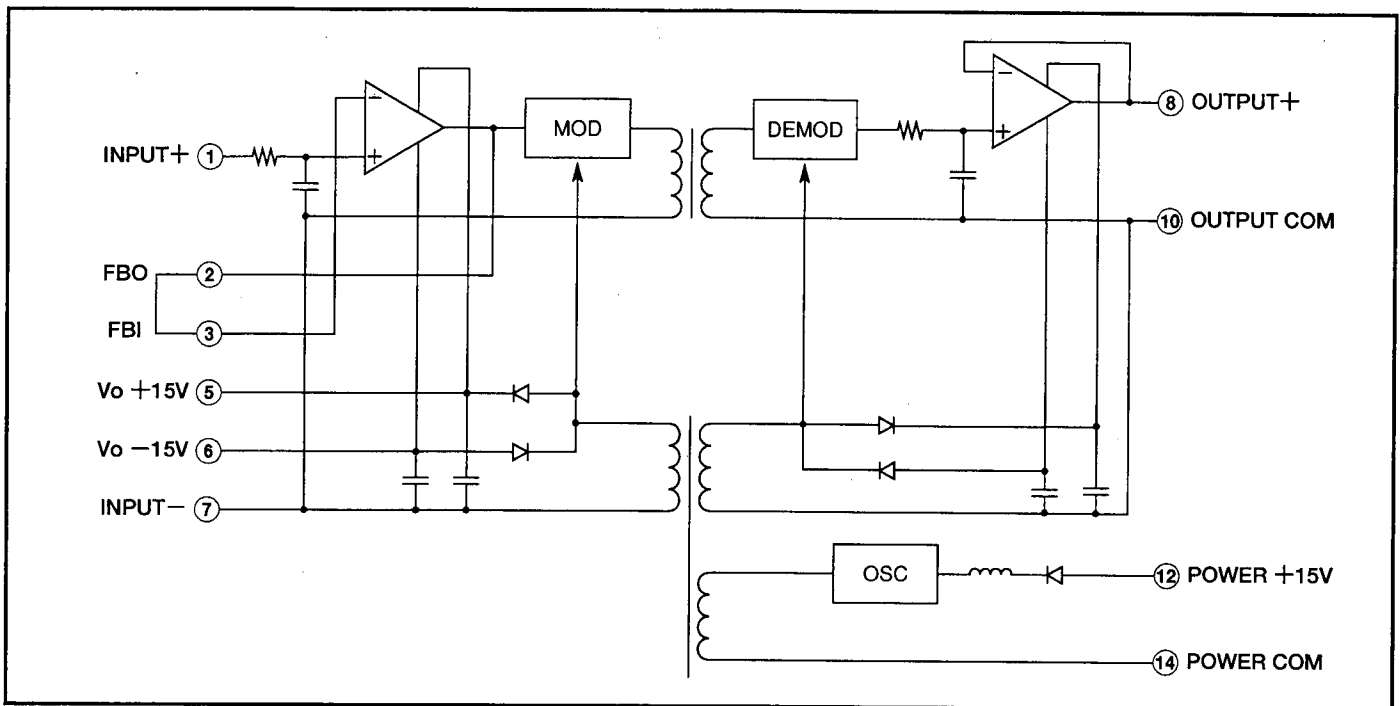 INPUT+ 1
FBO 2
FBI 3
Vo +15V 5
Vo −15V 6
INPUT− 7
− +
MOD
DEMOD
− +
8 OUTPUT+
10 OUTPUT COM
OSC
12 POWER +15V
14 POWER COM